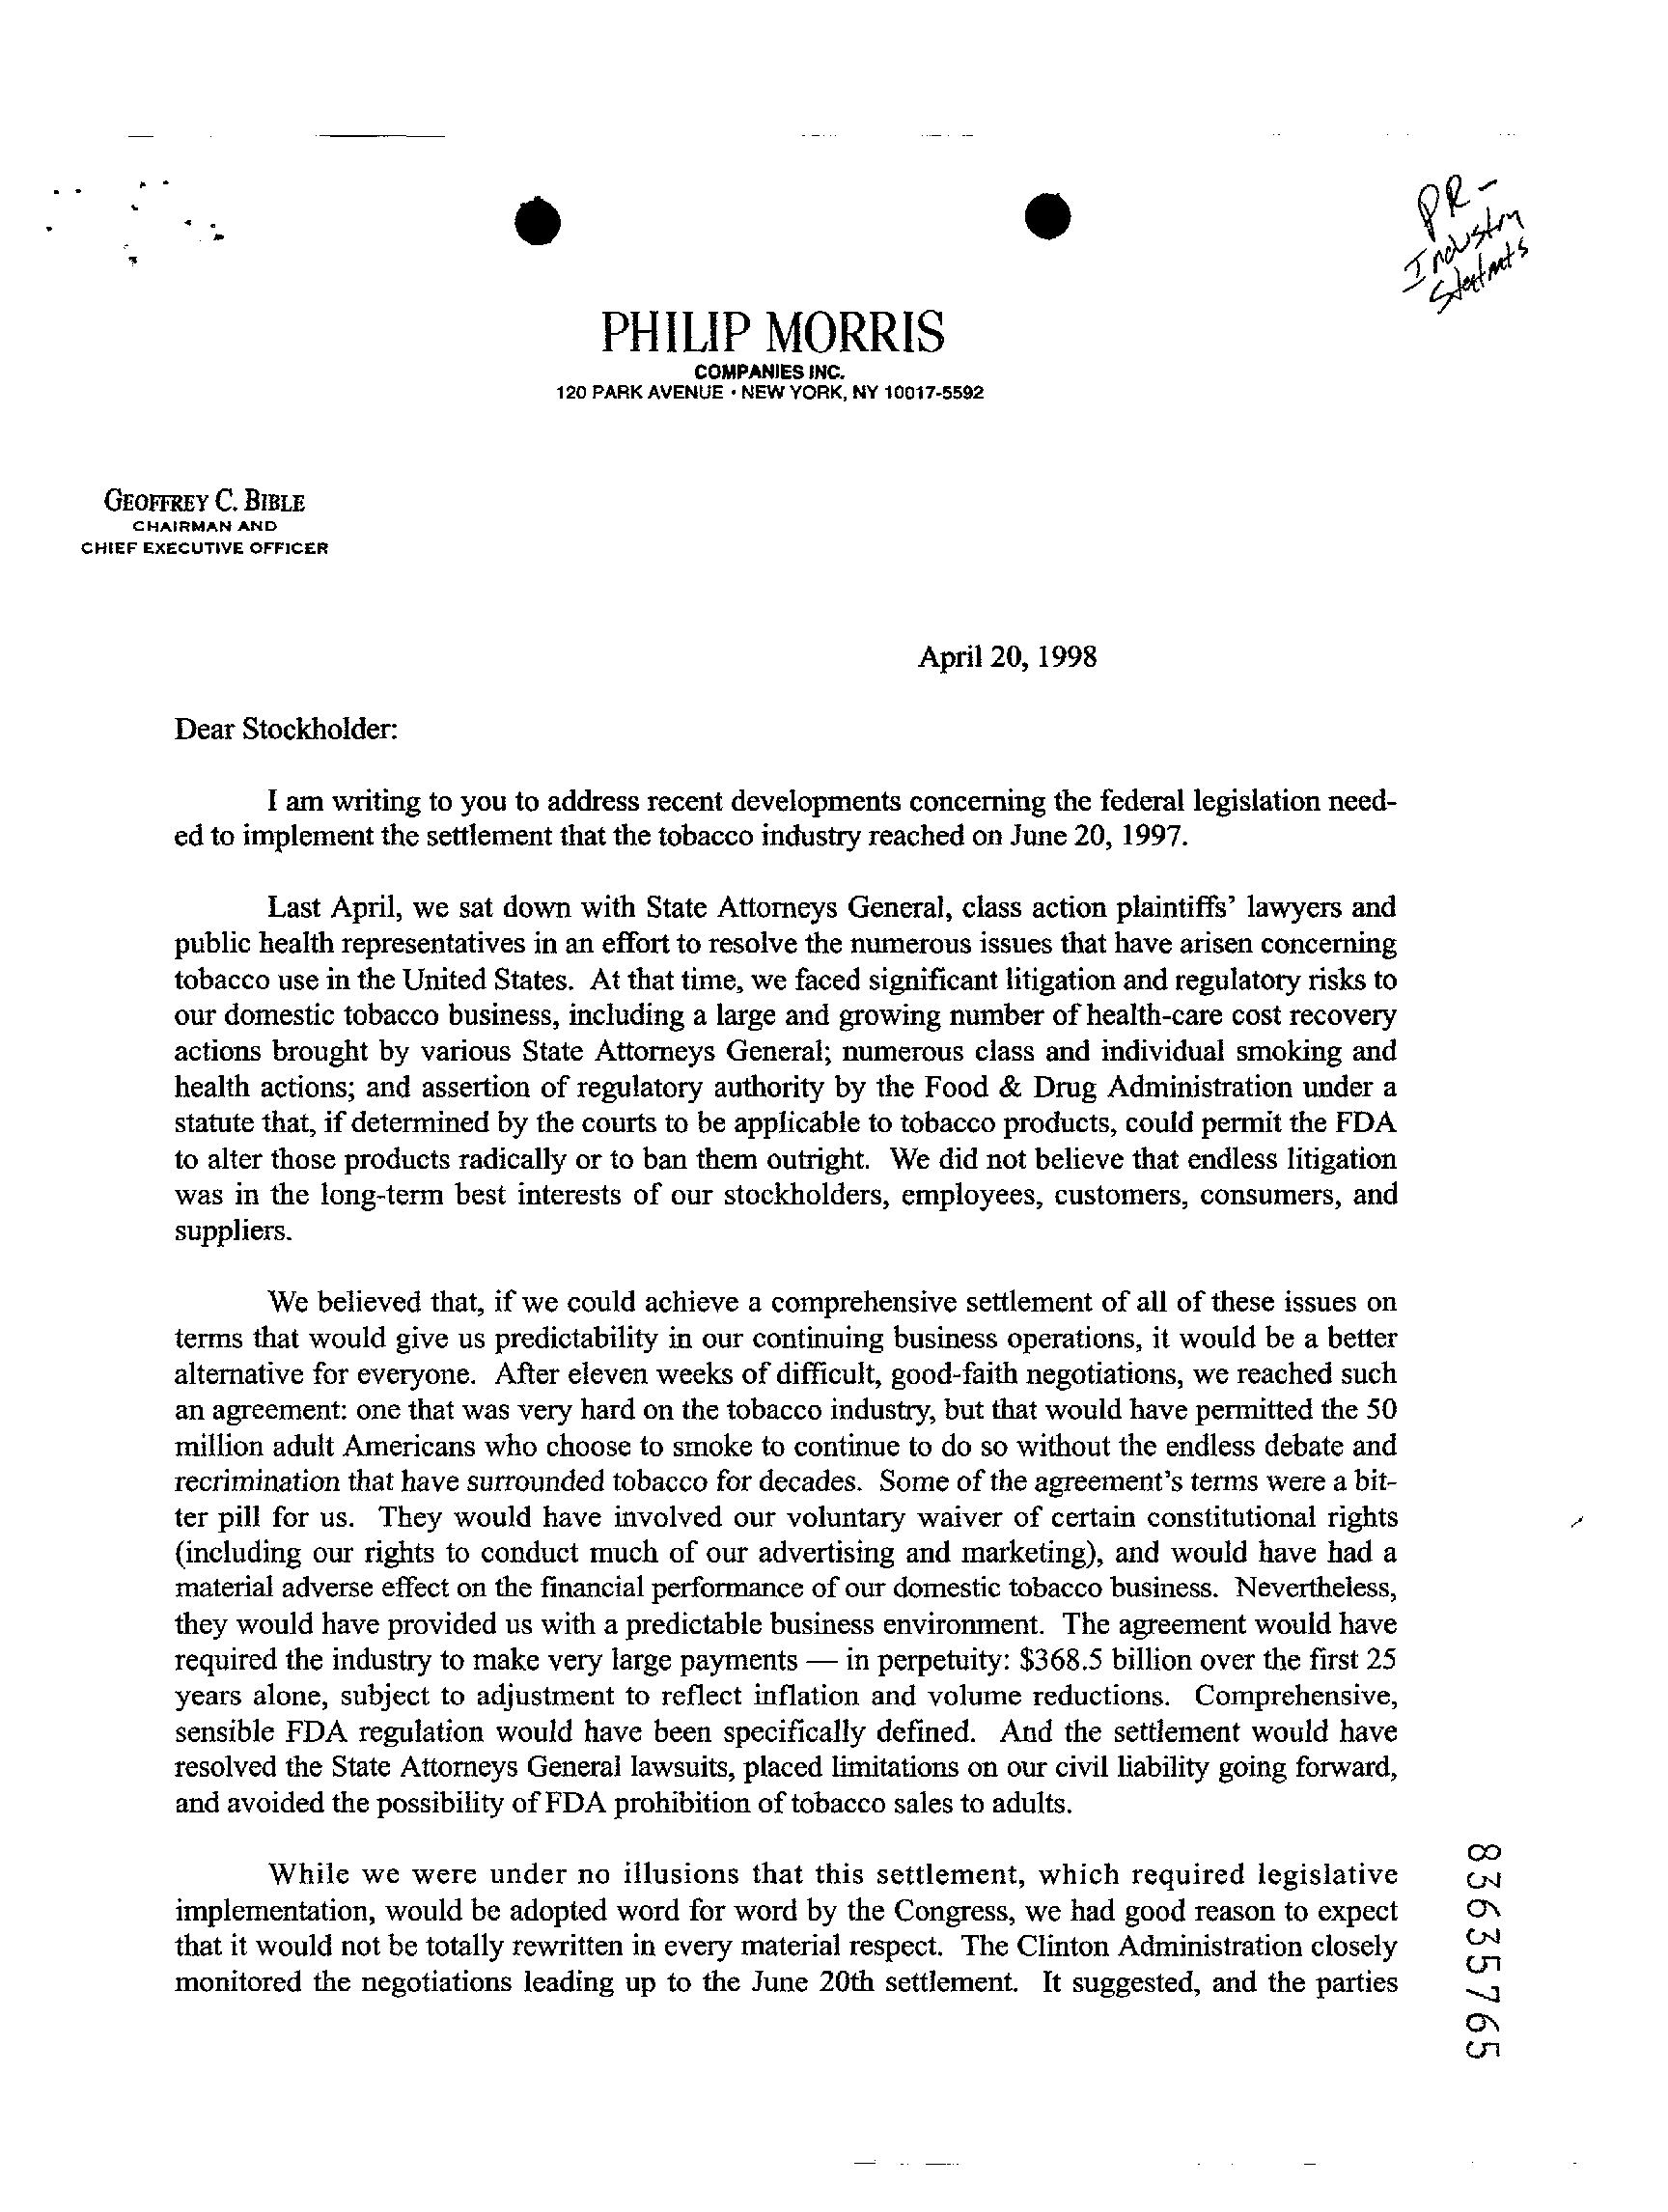 PR -
Industry
Statmts
PHILIP MORRIS
COMPANIES INC.
120 PARK AVENUE • NEW YORK, NY 10017-5592
GEOFFREY C. BIBLE
CHAIRMAN AND
CHIEF EXECUTIVE OFFICER
April 20, 1998
Dear Stockholder:
I am writing to you to address recent developments concerning the federal legislation need-
ed to implement the settlement that the tobacco industry reached on June 20, 1997.
Last April, we sat down with State Attorneys General, class action plaintiffs' lawyers and
public health representatives in an effort to resolve the numerous issues that have arisen concerning
tobacco use in the United States. At that time, we faced significant litigation and regulatory risks to
our domestic tobacco business, including a large and growing number of health-care cost recovery
actions brought by various State Attorneys General; numerous class and individual smoking and
health actions; and assertion of regulatory authority by the Food & Drug Administration under a
statute that, if determined by the courts to be applicable to tobacco products, could permit the FDA
to alter those products radically or to ban them outright. We did not believe that endless litigation
was in the long-term best interests of our stockholders, employees, customers, consumers, and
suppliers.
We believed that, if we could achieve a comprehensive settlement of all of these issues on
terms that would give us predictability in our continuing business operations, it would be a better
alternative for everyone. After eleven weeks of difficult, good-faith negotiations, we reached such
an agreement: one that was very hard on the tobacco industry, but that would have permitted the 50
million adult Americans who choose to smoke to continue to do so without the endless debate and
recrimination that have surrounded tobacco for decades. Some of the agreement's terms were a bit-
ter pill for us. They would have involved our voluntary waiver of certain constitutional rights
(including our rights to conduct much of our advertising and marketing), and would have had a
material adverse effect on the financial performance of our domestic tobacco business. Nevertheless,
they would have provided us with a predictable business environment. The agreement would have
required the industry to make very large payments — in perpetuity: $368.5 billion over the first 25
years alone, subject to adjustment to reflect inflation and volume reductions. Comprehensive,
sensible FDA regulation would have been specifically defined. And the settlement would have
resolved the State Attorneys General lawsuits, placed limitations on our civil liability going forward,
and avoided the possibility of FDA prohibition of tobacco sales to adults.
While we were under no illusions that this settlement, which required legislative
implementation, would be adopted word for word by the Congress, we had good reason to expect
that it would not be totally rewritten in every material respect. The Clinton Administration closely
monitored the negotiations leading up to the June 20th settlement. It suggested, and the parties
83635765